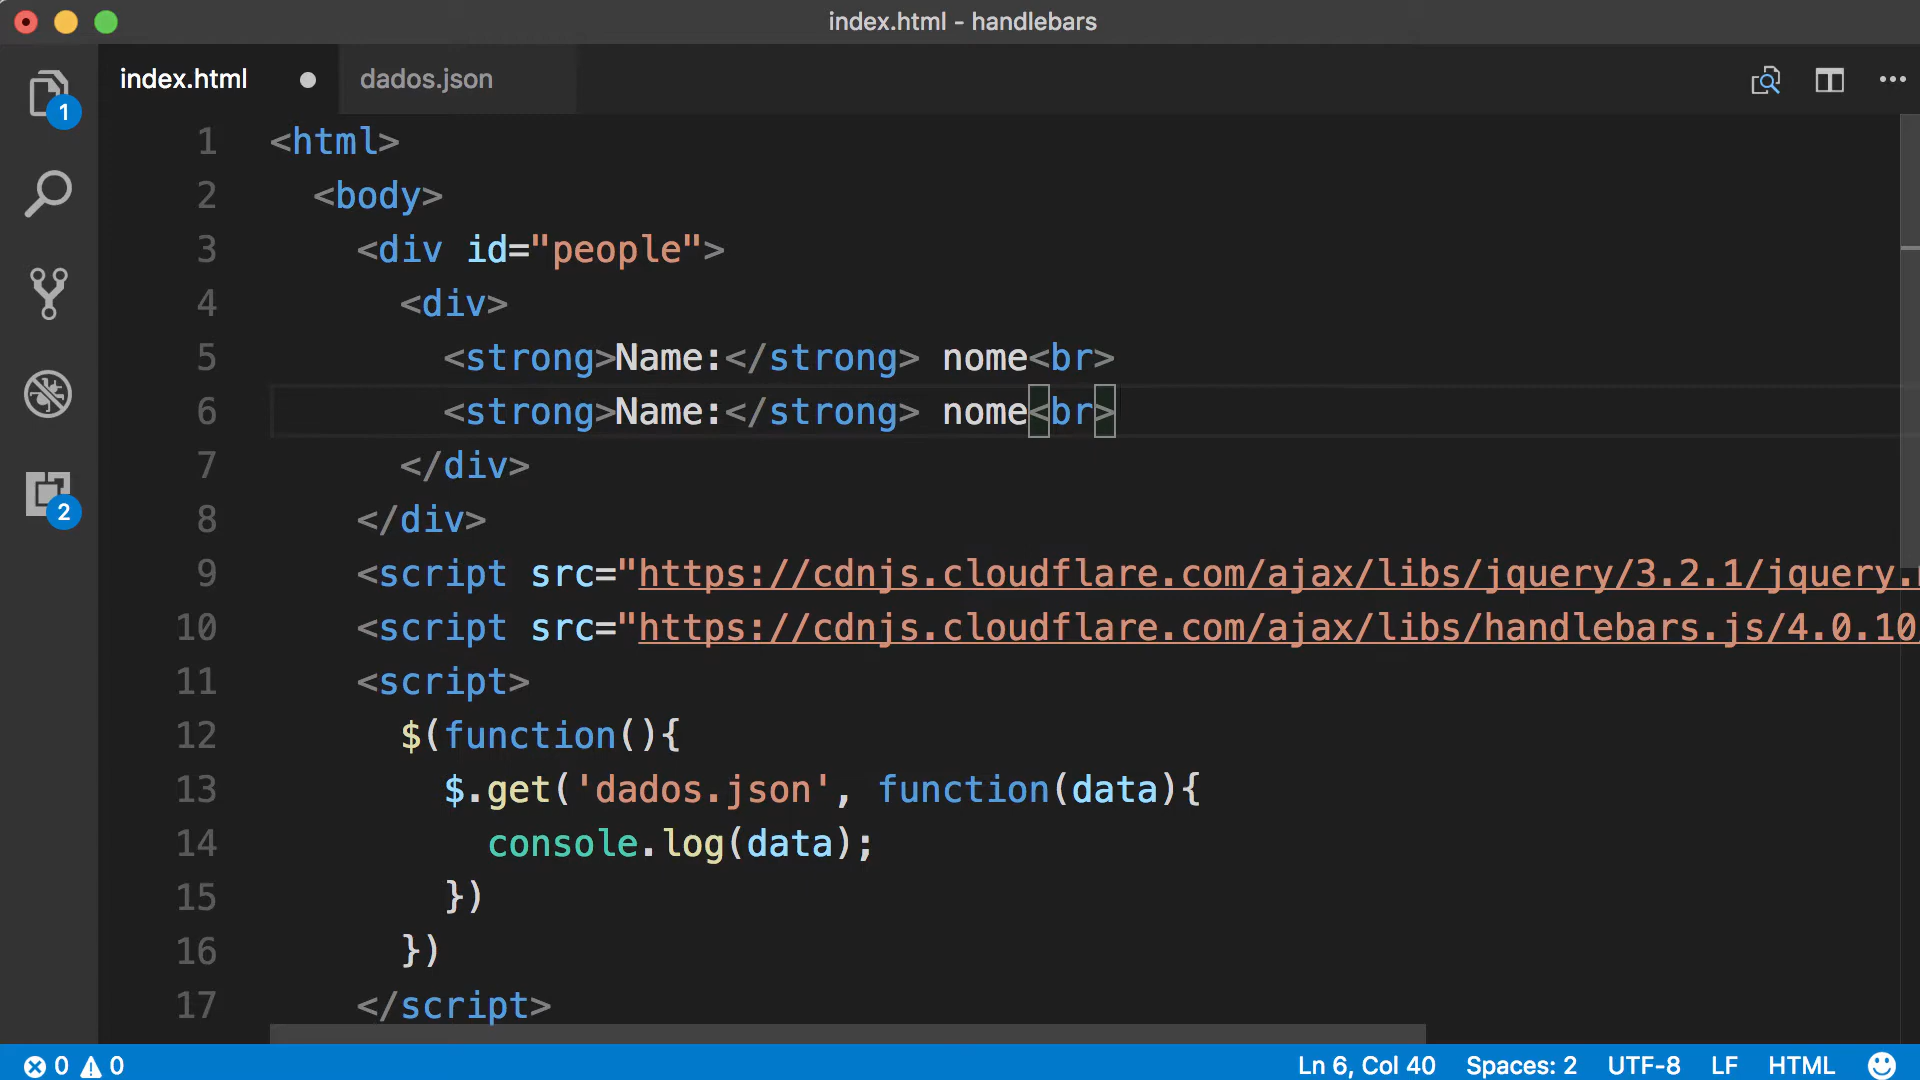 index.html - handlebars
index.html
dados.json
1
2
1 <html>
2 <body>
3 <div id="people">
4 <div>
5 <strong>Name:</strong> nome<br>
6 <strong>Name:</strong> nome<br>
7 </div>
8 </div>
9 <script src="https://cdnjs.cloudflare.com/ajax/libs/jquery/3.2.1/jquery.
10 <script src="https://cdnjs.cloudflare.com/ajax/libs/handlebars.js/4.0.10
11 <script>
12 $(function(){
13 $.get('dados.json', function(data){
14 console.log(data);
15 })
16 })
17 </script>
0 0
Ln 6, Col 40 Spaces: 2 UTF-8 LF HTML